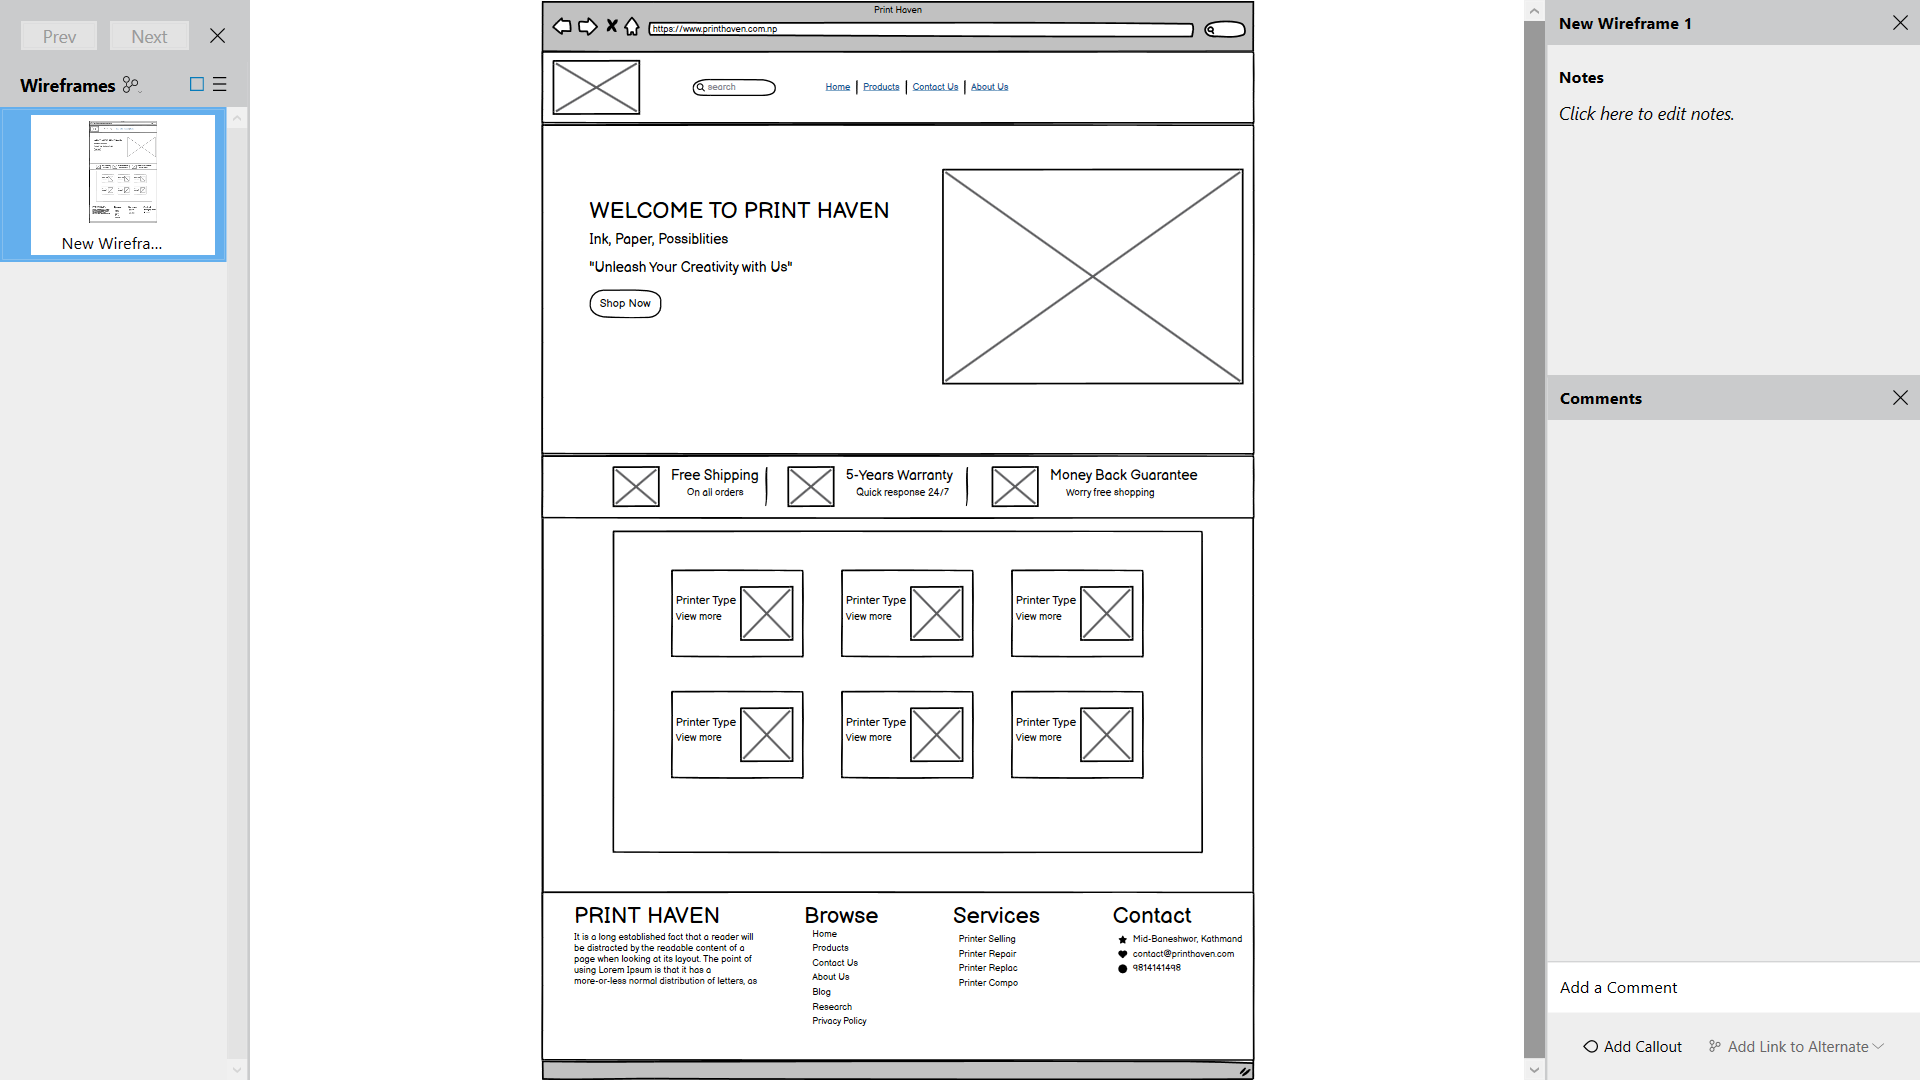 Prev Next
Wireframes
New Wirefra...
Print Haven
https://www.printhaven.com.np
search
Home Products Contact Us About Us
WELCOME TO PRINT HAVEN
Ink, Paper, Possiblities
"Unleash Your Creativity with Us"
Shop Now
Free Shipping
On all orders
5-Years Warranty
Quick response 24/7
Money Back Guarantee
Worry free shopping
Printer Type
View more
Printer Type
View more
Printer Type
View more
Printer Type
View more
Printer Type
View more
Printer Type
View more
PRINT HAVEN
It is a long established fact that a reader will
be distracted by the readable content of a
page when looking at its layout. The point of
using Lorem Ipsum is that it has a
more-or-less normal distribution of letters, as
Browse
Home
Products
Contact Us
About Us
Blog
Research
Privacy Policy
Services
Printer Selling
Printer Repair
Printer Replac
Printer Compo
Contact
Mid-Baneshwor, Kathmand
contact@printhaven.com
9814141498
New Wireframe 1
Notes
Click here to edit notes.
Comments
Add a Comment
Add Callout
Add Link to Alternate